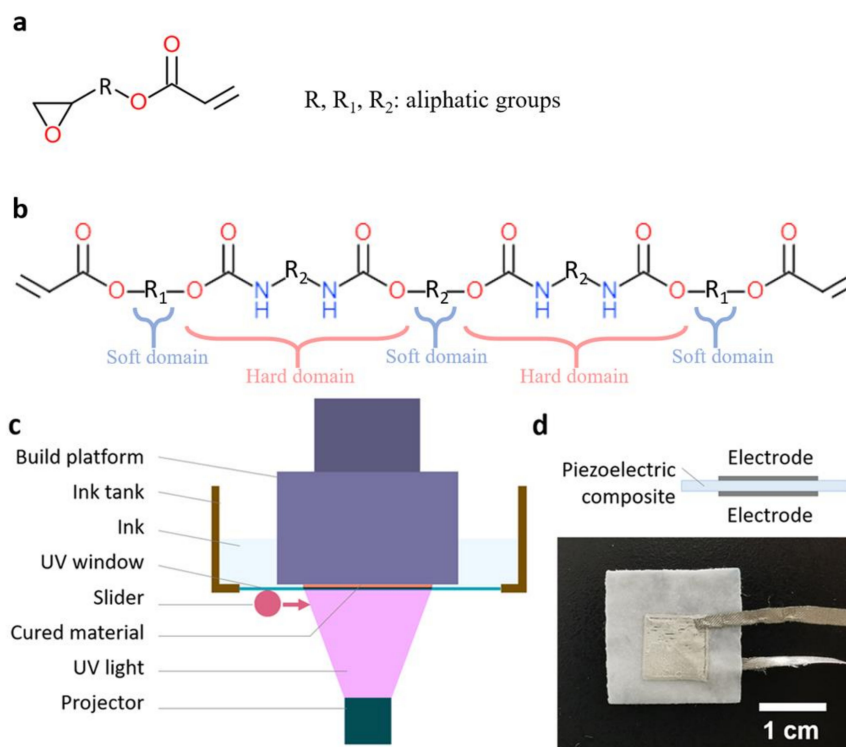 a
O
R
O
O
R, R₁, R₂: aliphatic groups
b
O O O O O O
O R₁ O N H R₂ N H O R₂ O N H R₂ N H O R₁ O
Soft domain Hard domain Soft domain Hard domain Soft domain
c
Build platform
Ink tank
Ink
UV window
Slider
Cured material
UV light
Projector
d
Electrode
Piezoelectric
composite
Electrode
1 cm